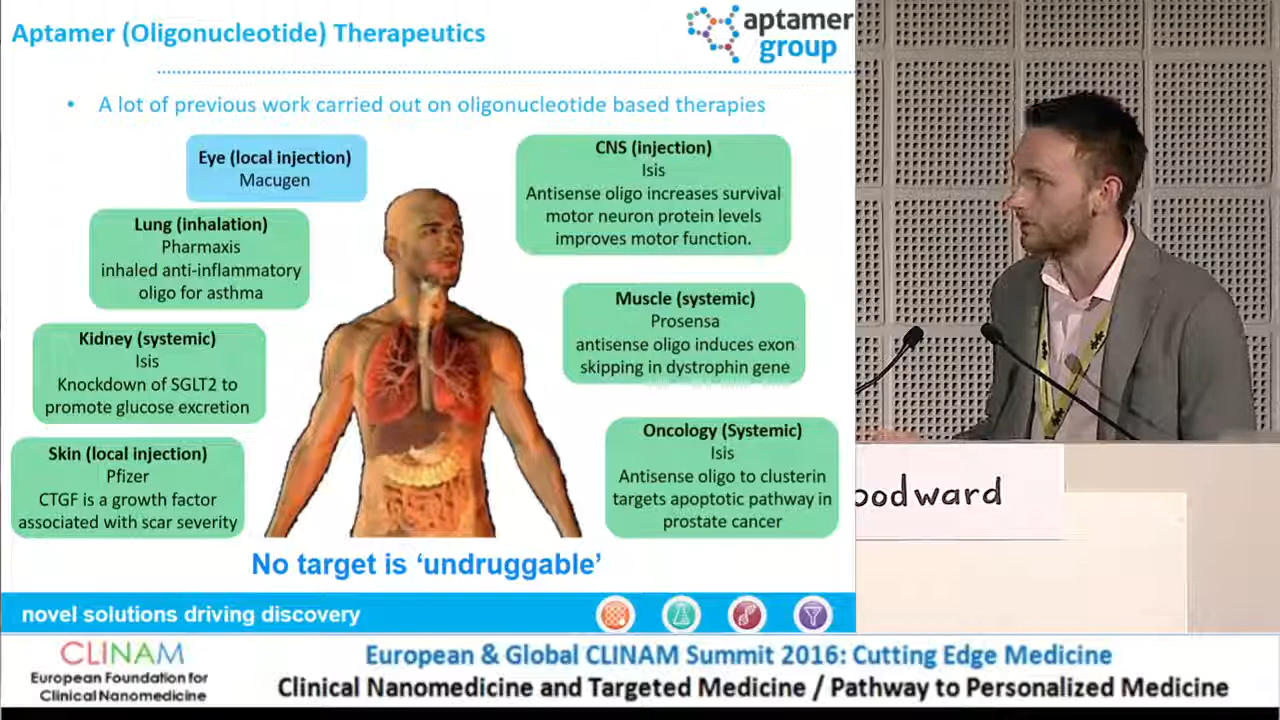 Aptamer (Oligonucleotide) Therapeutics
aptamer
group
• A lot of previous work carried out on oligonucleotide based therapies
Eye (local injection)
Macugen
CNS (injection)
Isis
Antisense oligo increases survival
motor neuron protein levels
improves motor function.
Lung (inhalation)
Pharmaxis
inhaled anti-inflammatory
oligo for asthma
Muscle (systemic)
Prosensa
antisense oligo induces exon
skipping in dystrophin gene
Kidney (systemic)
Isis
Knockdown of SGLT2 to
promote glucose excretion
Oncology (Systemic)
Isis
Antisense oligo to clusterin
targets apoptotic pathway in
prostate cancer
Skin (local injection)
Pfizer
CTGF is a growth factor
associated with scar severity
No target is ‘undruggable’
novel solutions driving discovery
oodward
CLINAM
European Foundation for
Clinical Nanomedicine
European & Global CLINAM Summit 2016: Cutting Edge Medicine
Clinical Nanomedicine and Targeted Medicine / Pathway to Personalized Medicine